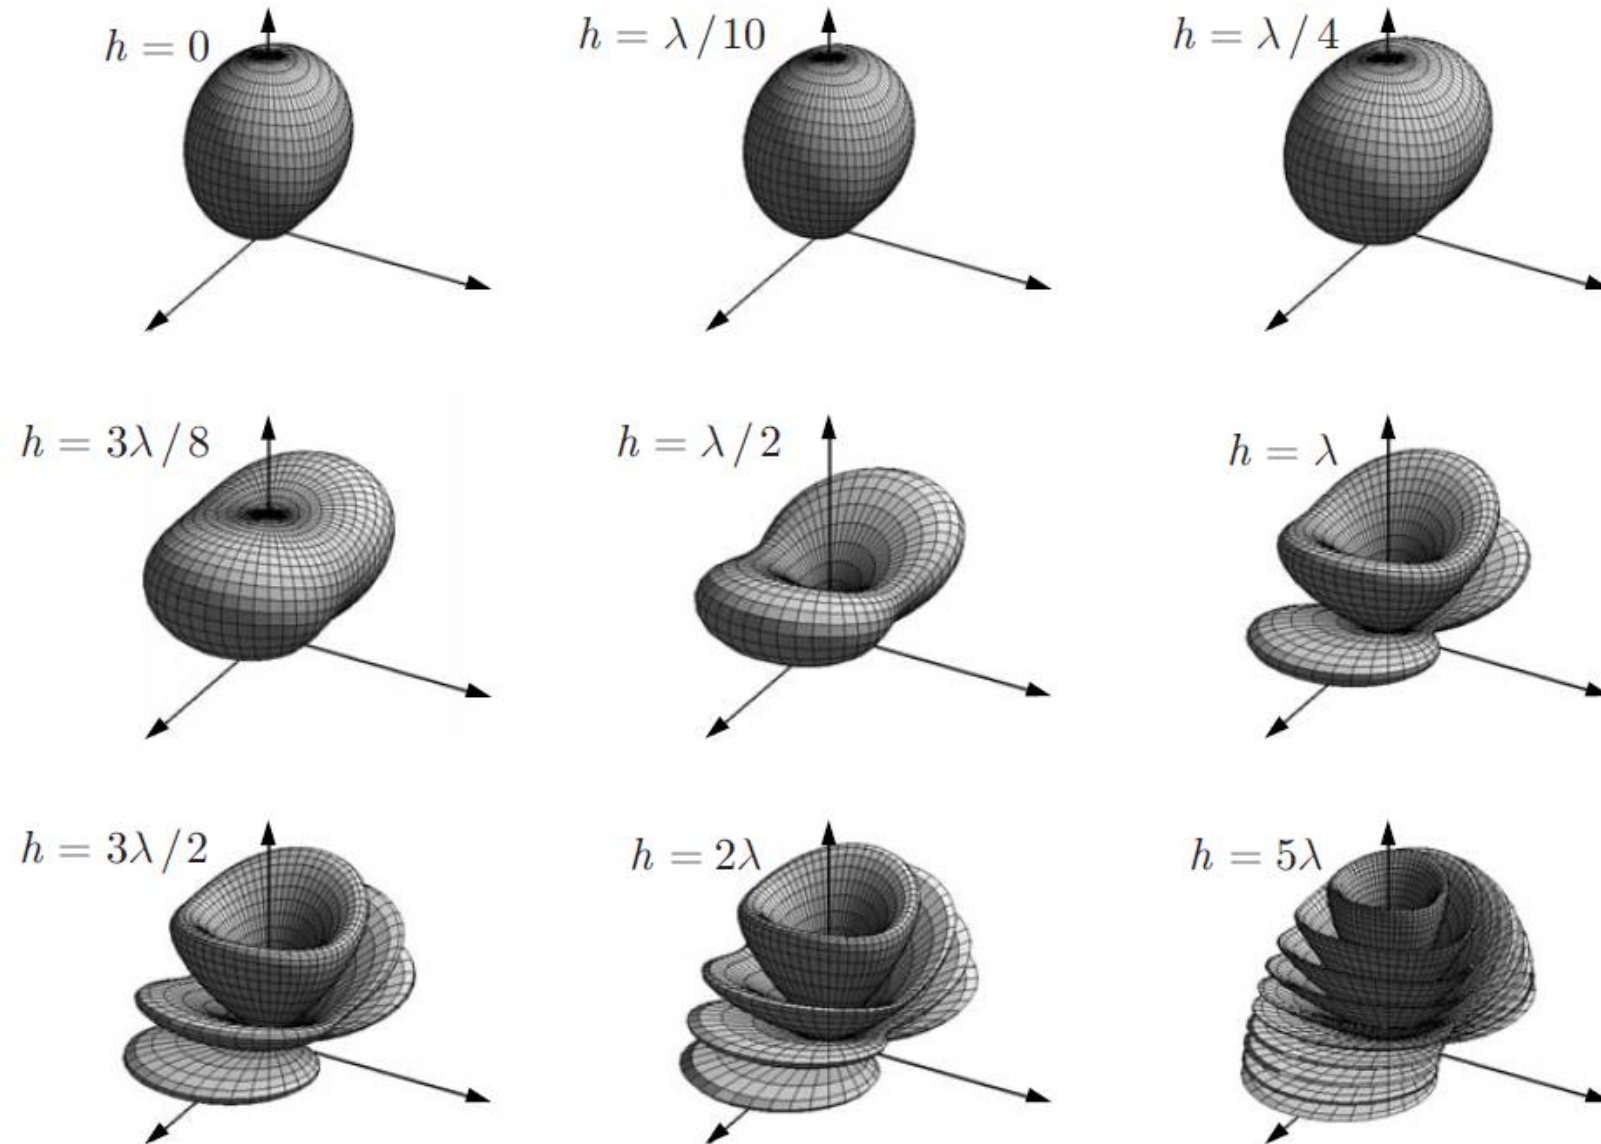 h = 0
h = λ/10
h = λ/4
h = 3λ/8
h = λ/2
h = λ
h = 3λ/2
h = 2λ
h = 5λ